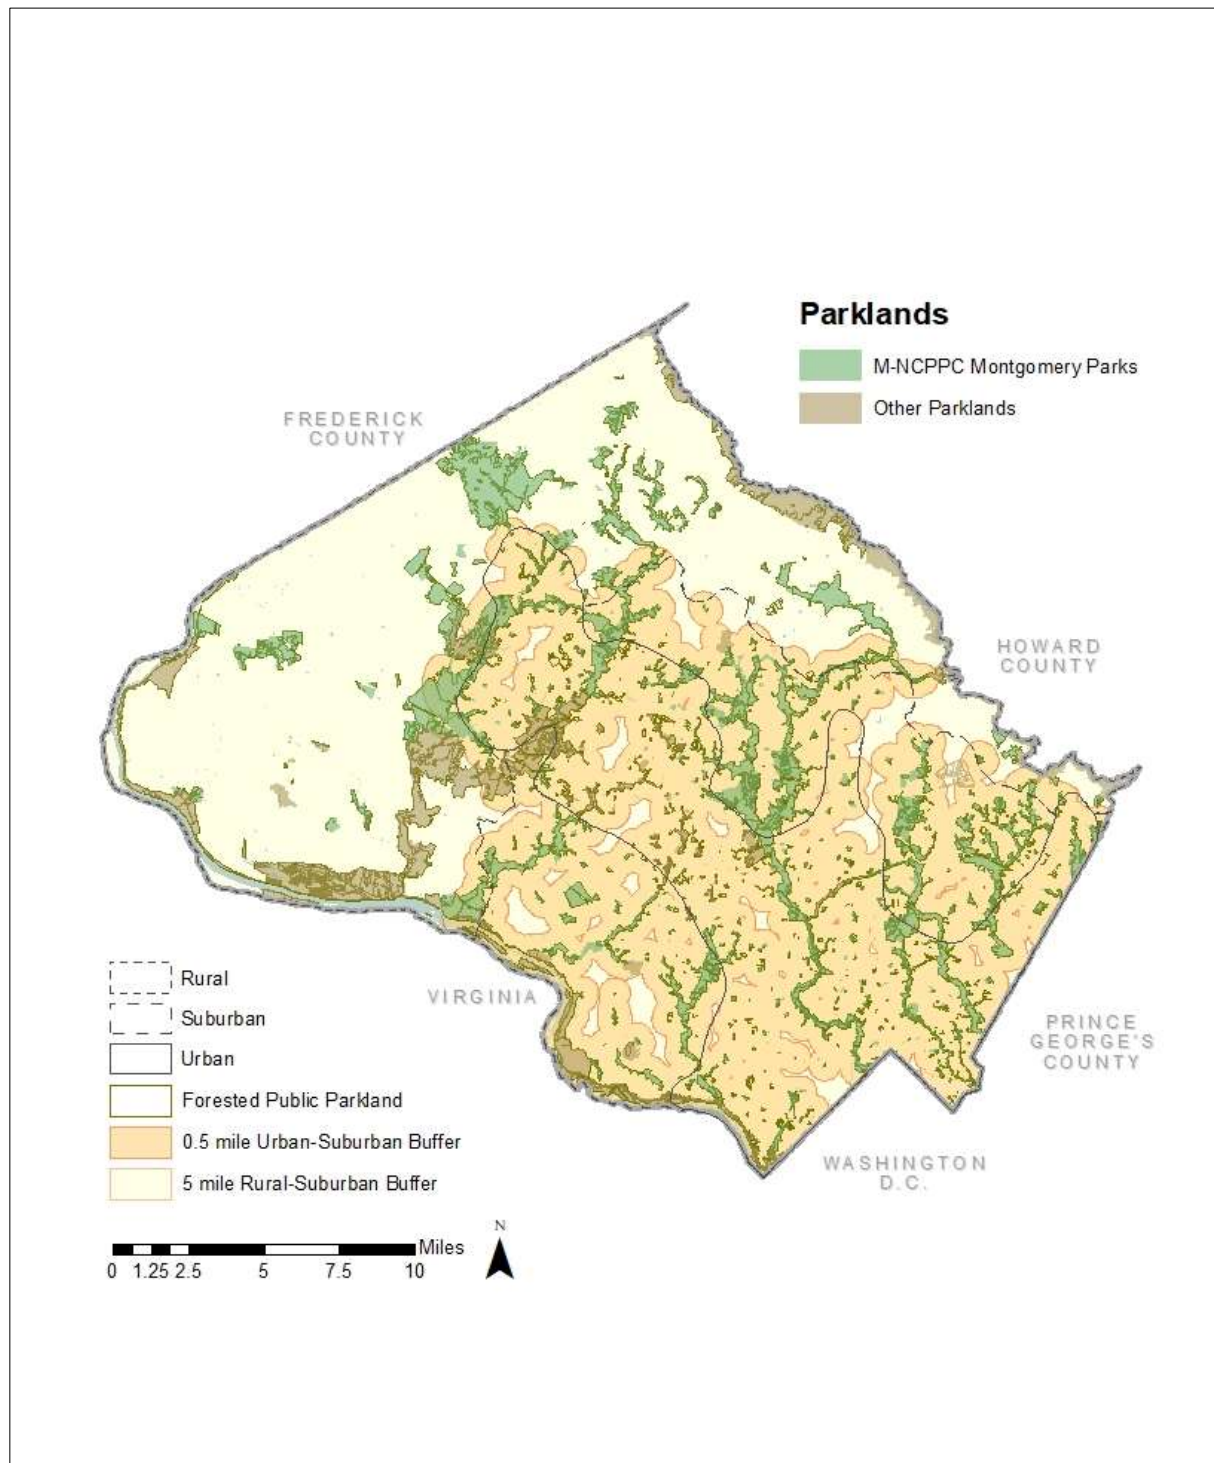 Parklands
M-NCPPC Montgomery Parks
Other Parklands
FREDERICK
COUNTY
HOWARD
COUNTY
VIRGINIA
PRINCE
GEORGE'S
COUNTY
WASHINGTON
D.C.
Rural
Suburban
Urban
Forested Public Parkland
0.5 mile Urban-Suburban Buffer
5 mile Rural-Suburban Buffer
Miles
0 1.25 2.5 5 7.5 10
N